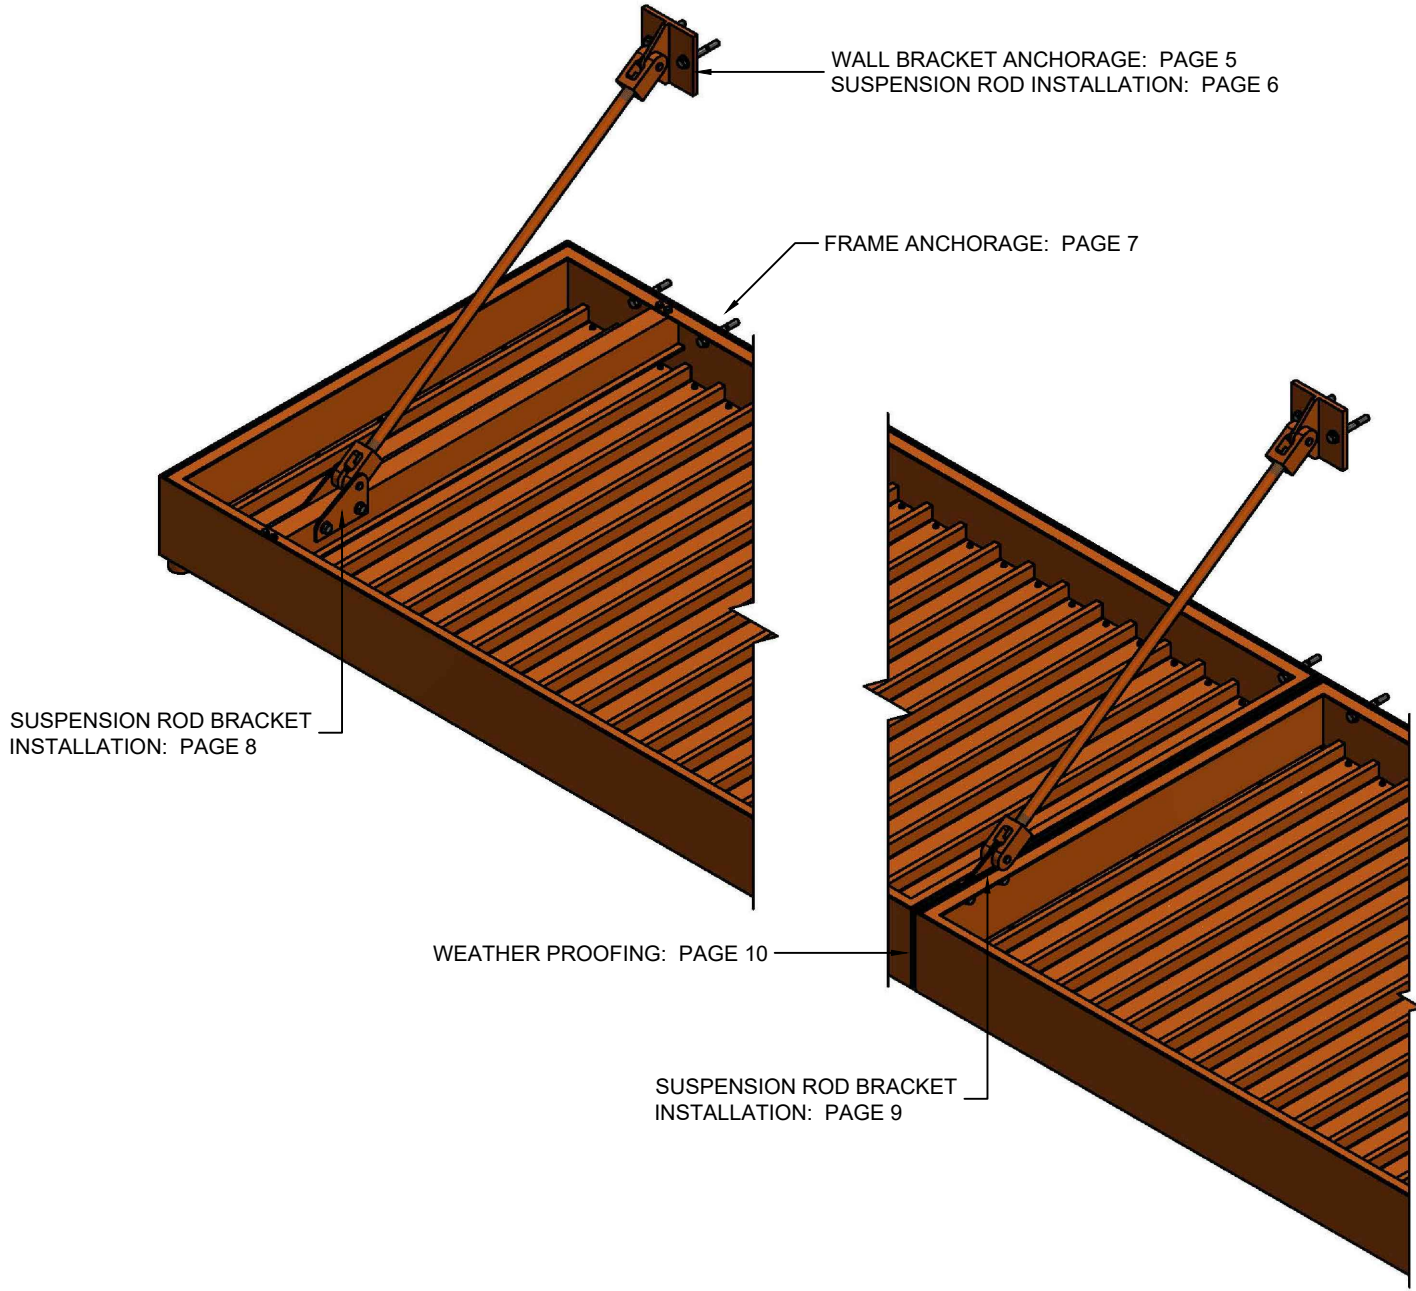 WALL BRACKET ANCHORAGE: PAGE 5
SUSPENSION ROD INSTALLATION: PAGE 6
FRAME ANCHORAGE: PAGE 7
SUSPENSION ROD BRACKET
INSTALLATION: PAGE 8
WEATHER PROOFING: PAGE 10
SUSPENSION ROD BRACKET
INSTALLATION: PAGE 9